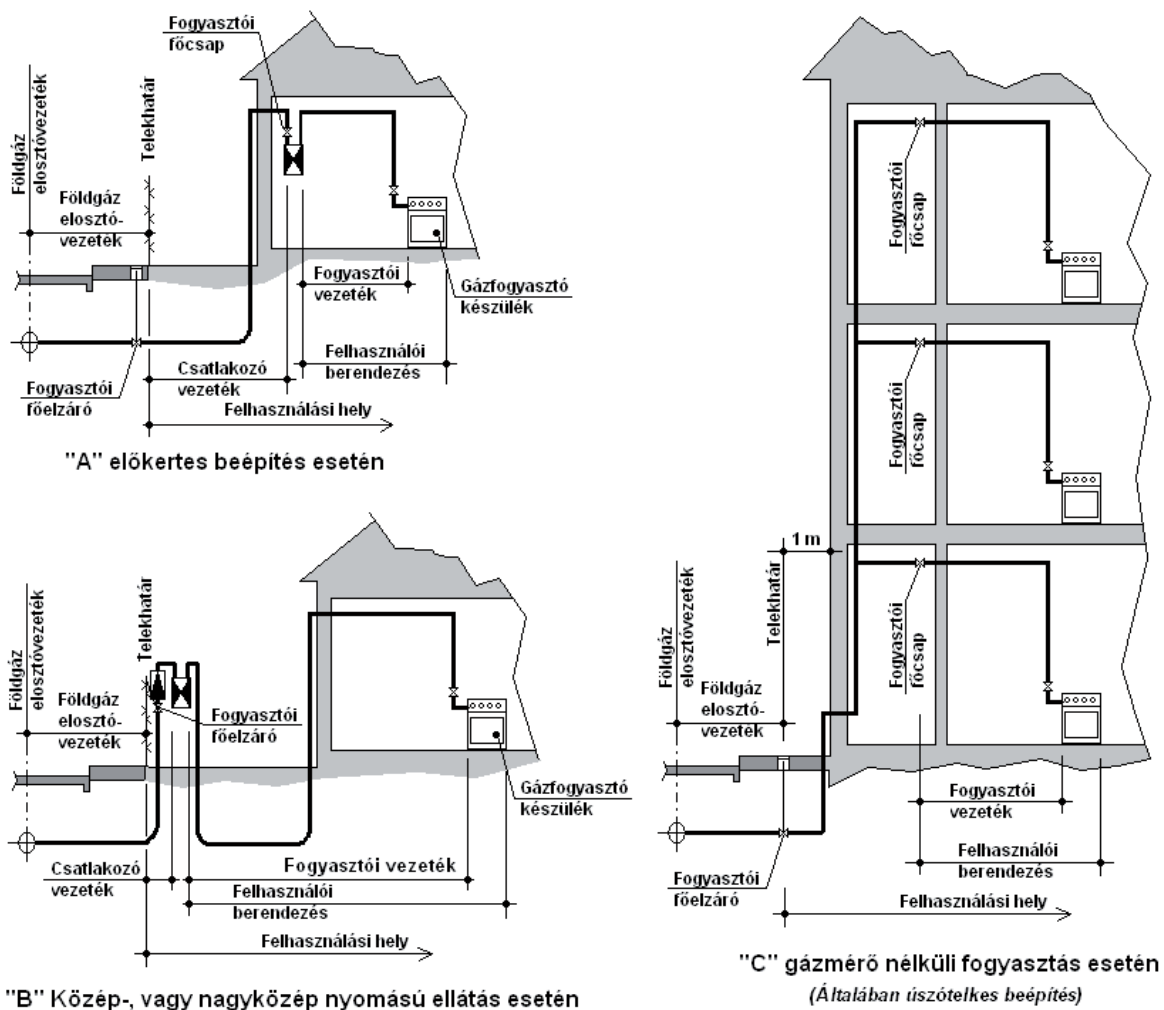 Fogyasztói
főcsap
Földgáz
elosztóvezeték
Telekhatár
Földgáz
elosztó-
vezeték
Fogyasztói
vezeték
Gázfogyasztó
készülék
Csatlakozó
vezeték
Felhasználói
berendezés
Fogyasztói
főelzáró
Felhasználási hely
"A" előkertes beépítés esetén
Földgáz
elosztóvezeték
Telekhatár
Földgáz
elosztó-
vezeték
Fogyasztói
főelzáró
Gázfogyasztó
készülék
Csatlakozó
vezeték
Fogyasztói vezeték
Felhasználói
berendezés
Felhasználási hely
"B" Közép-, vagy nagyközép nyomású ellátás esetén
Fogyasztói
főcsap
Fogyasztói
főcsap
1 m
Földgáz
elosztóvezeték
Telekhatár
Fogyasztói
főcsap
Földgáz
elosztó-
vezeték
Fogyasztói
vezeték
Felhasználói
berendezés
Fogyasztói
főelzáró
Felhasználási hely
"C" gázmérő nélküli fogyasztás esetén
(Általában úszótelkes beépítés)